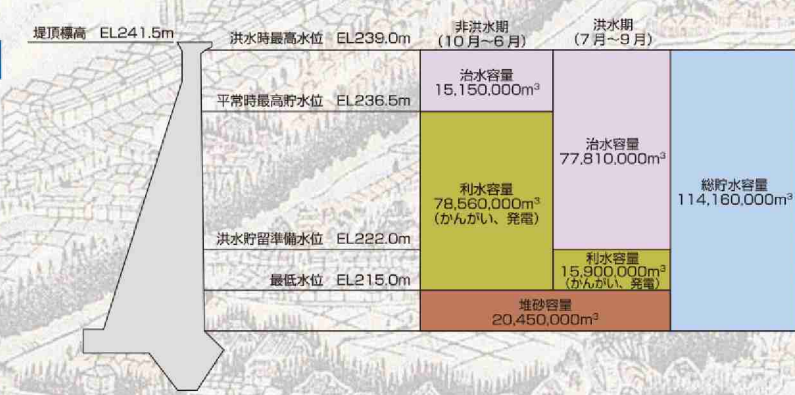 堤頂標高 EL241.5m
洪水時最高水位 EL239.0m
平常時最高貯水位 EL236.5m
洪水貯留準備水位 EL222.0m
最低水位 EL215.0m
非洪水期
(10月～6月)
治水容量
15,150,000m³
利水容量
78,560,000m³
(かんがい、発電)
洪水期
(7月～9月)
治水容量
77,810,000m³
利水容量
15,900,000m³
(かんがい、発電)
堆砂容量
20,450,000m³
総貯水容量
114,160,000m³